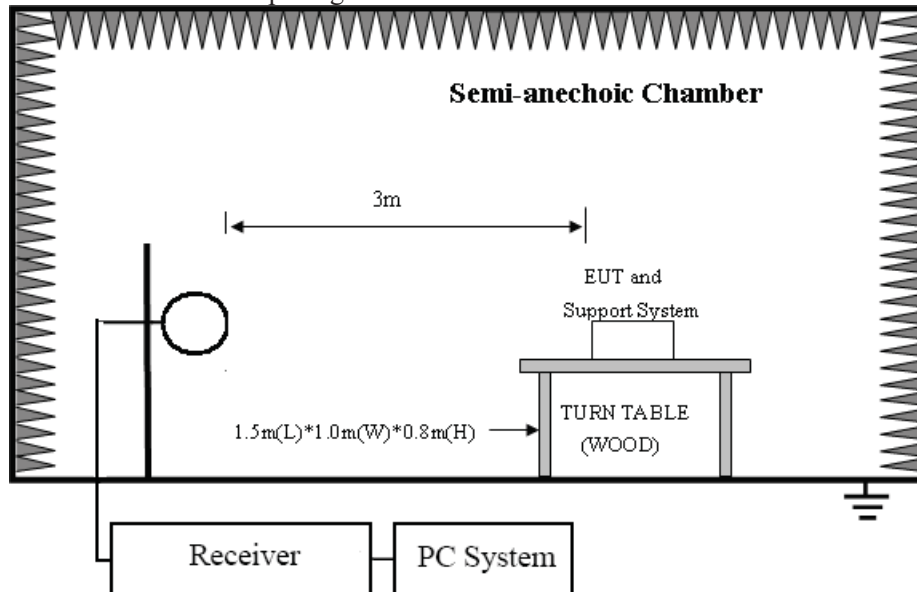 Semi-anechoic Chamber
3m
EUT and
Support System
1.5m(L)*1.0m(W)*0.8m(H)
TURN TABLE
(WOOD)
Receiver
PC System